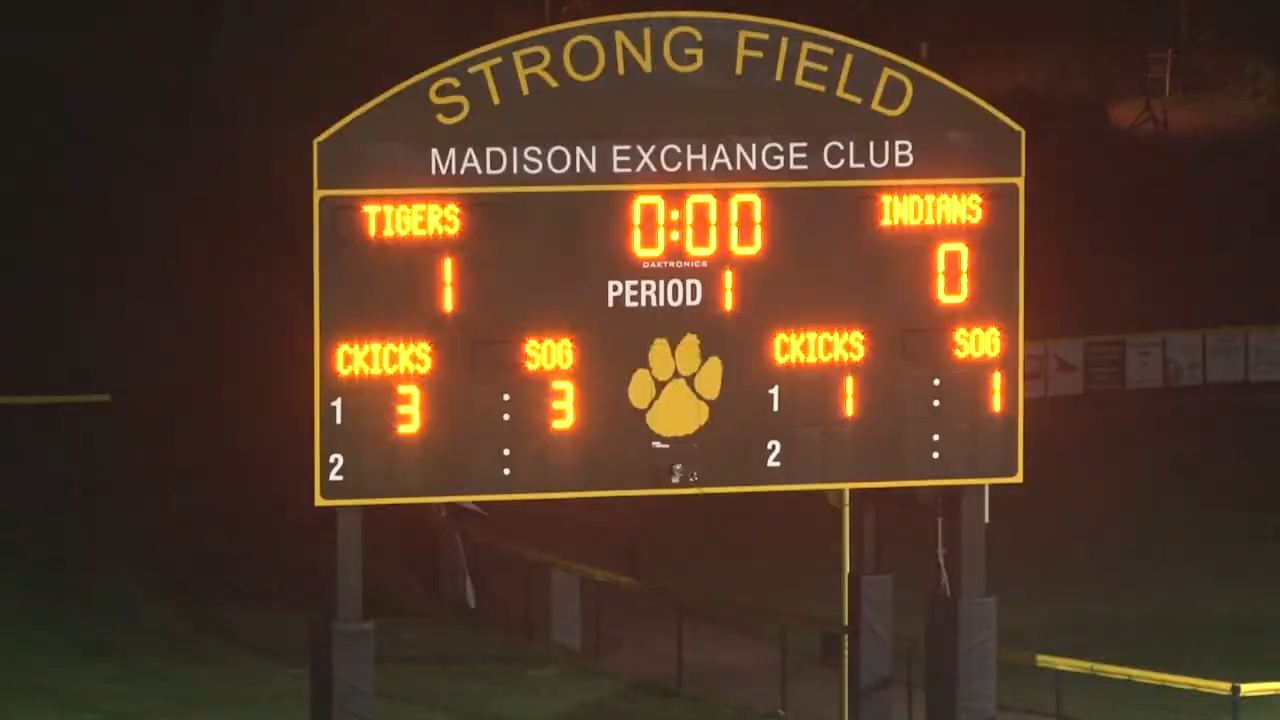 STRONG FIELD
MADISON EXCHANGE CLUB
TIGERS 0:00 INDIANS
DAKTRONICS
1 PERIOD 1 0
CKICKS SOG CKICKS SOG
1 3 : 3 1 1 : 1
2 : 2 :